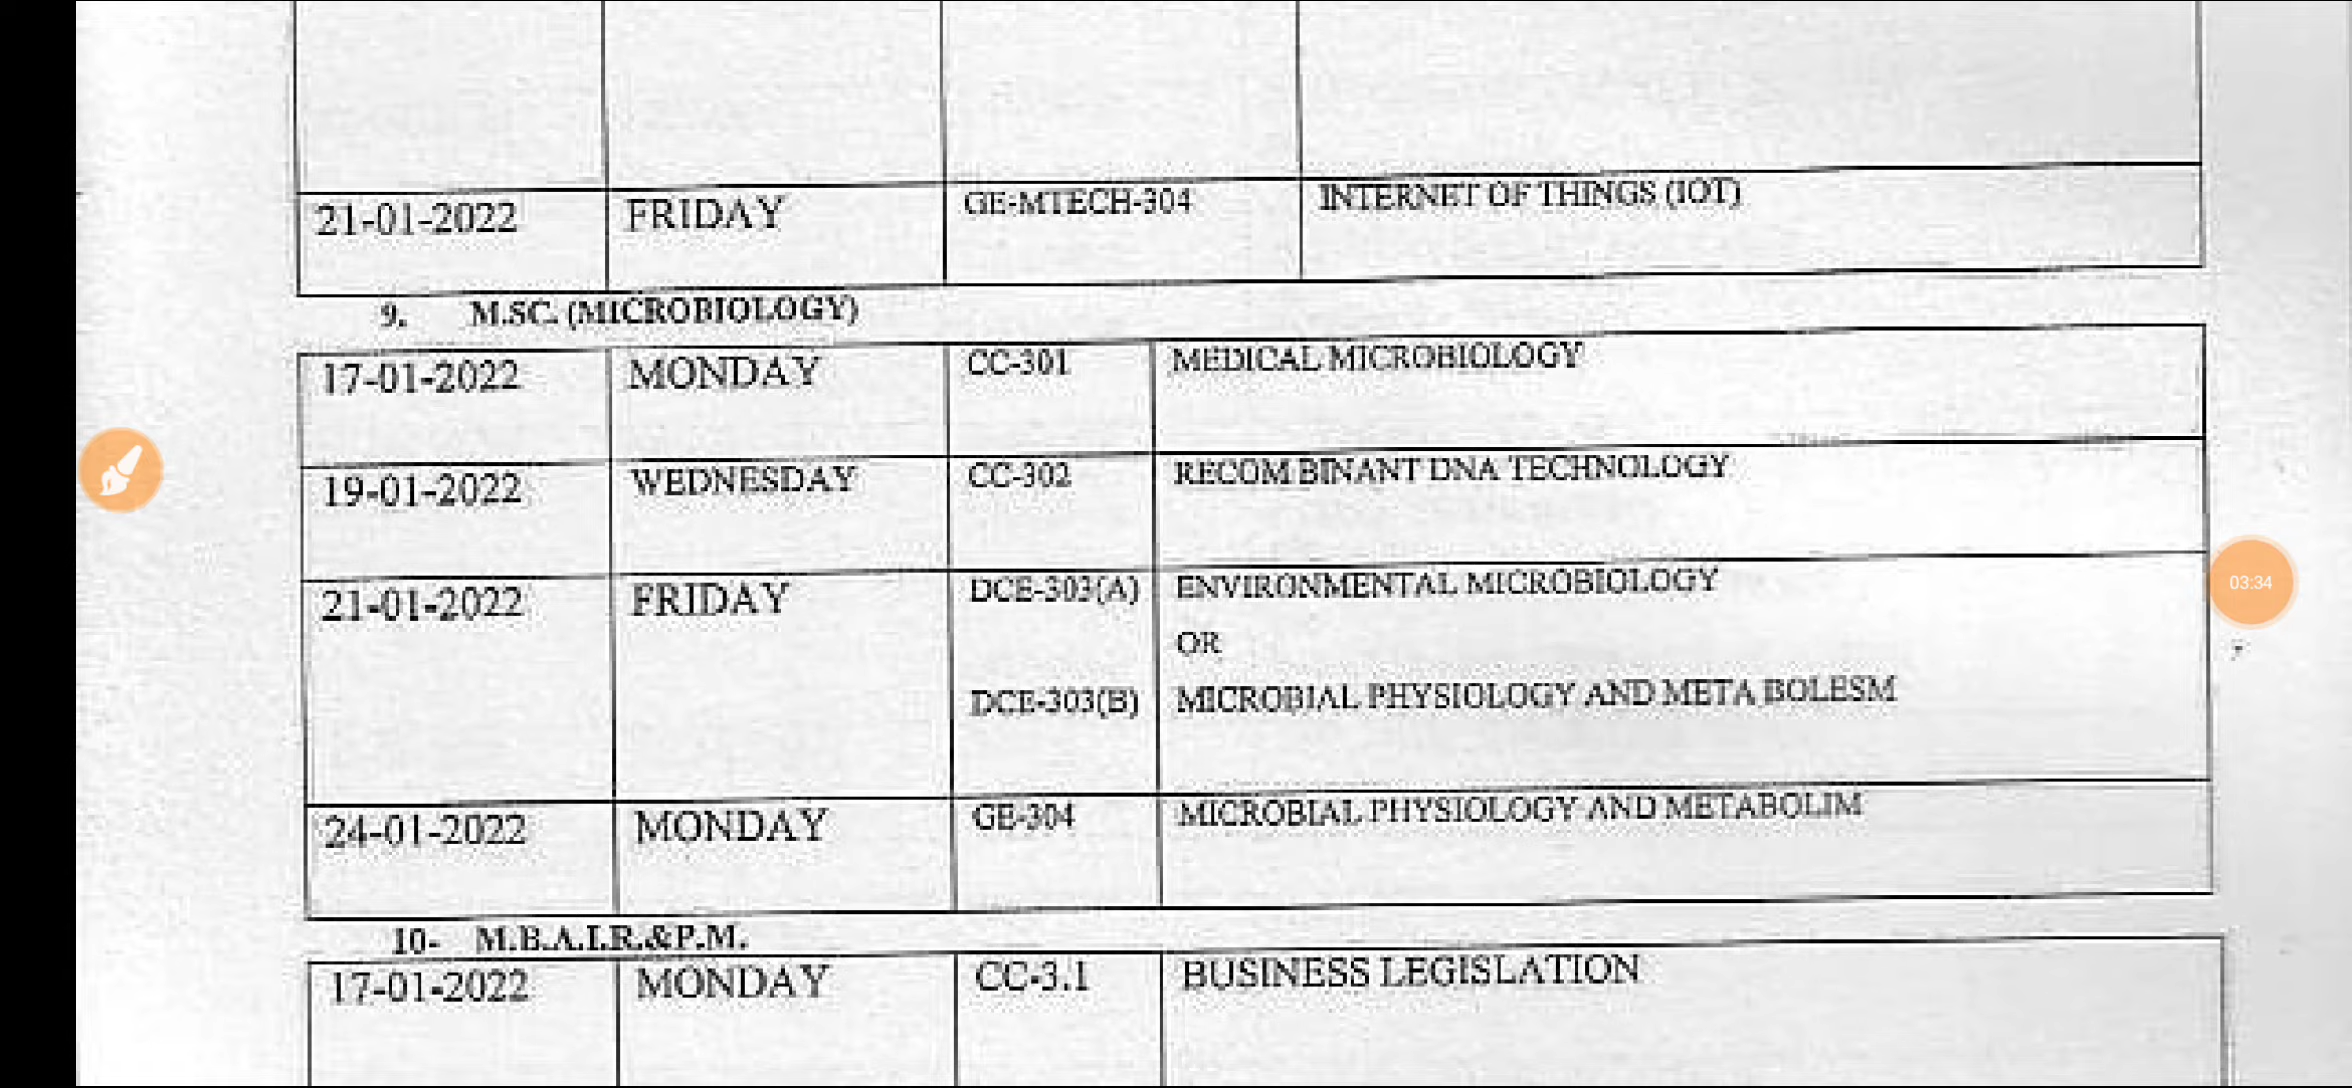 21-01-2022 FRIDAY GE-MTECH-304 INTERNET OF THINGS (IOT)
9. M.SC. (MICROBIOLOGY)
17-01-2022 MONDAY CC-301 MEDICAL MICROBIOLOGY
19-01-2022 WEDNESDAY CC-302 RECOM BINANT DNA TECHNOLOGY
21-01-2022 FRIDAY DCE-303(A) ENVIRONMENTAL MICROBIOLOGY
OR
DCE-303(B) MICROBIAL PHYSIOLOGY AND META BOLESM
24-01-2022 MONDAY GE-304 MICROBIAL PHYSIOLOGY AND METABOLIM
10- M.B.A.I.R.&P.M.
17-01-2022 MONDAY CC-3.1 BUSINESS LEGISLATION
03:34